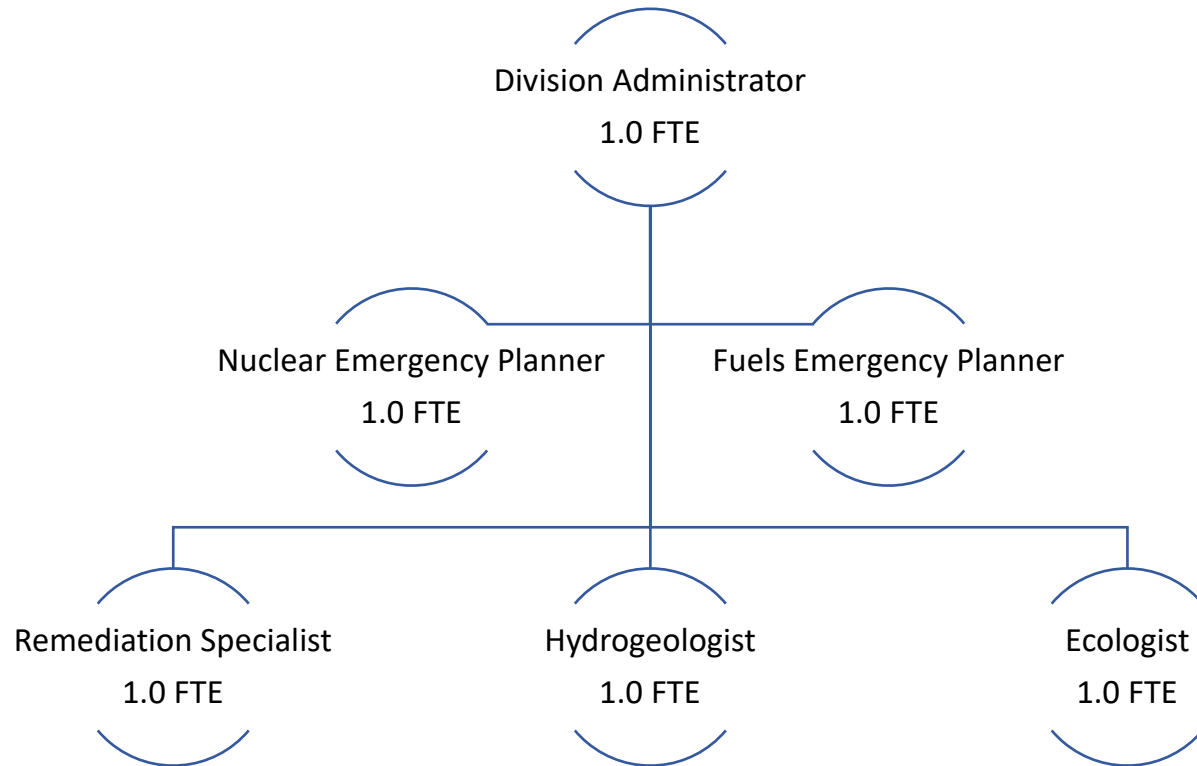 Division Administrator
1.0 FTE
Nuclear Emergency Planner
1.0 FTE
Fuels Emergency Planner
1.0 FTE
Remediation Specialist
1.0 FTE
Hydrogeologist
1.0 FTE
Ecologist
1.0 FTE